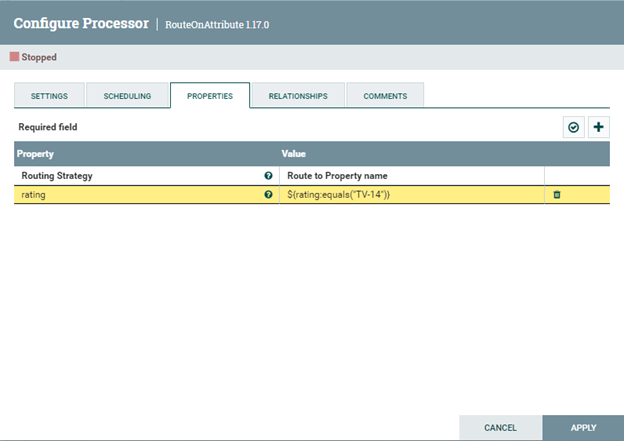 Configure Processor | RouteOnAttribute 1.17.0
Stopped
SETTINGS SCHEDULING PROPERTIES RELATIONSHIPS COMMENTS
Required field
Property Value
Routing Strategy Route to Property name
rating ${rating:equals("TV-14")}
CANCEL APPLY